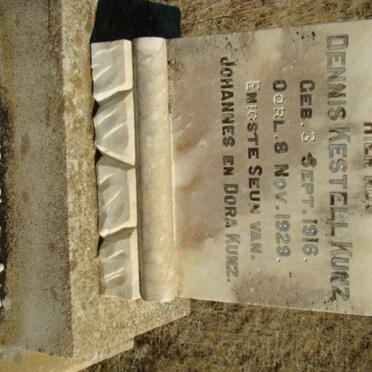 DENNIS KESTELL KUNZ
GEB. 3 SEPT. 1916.
OORL. 8 NOV. 1929.
ENIGSTE SEUN VAN.
JOHANNES EN DORA KUNZ.